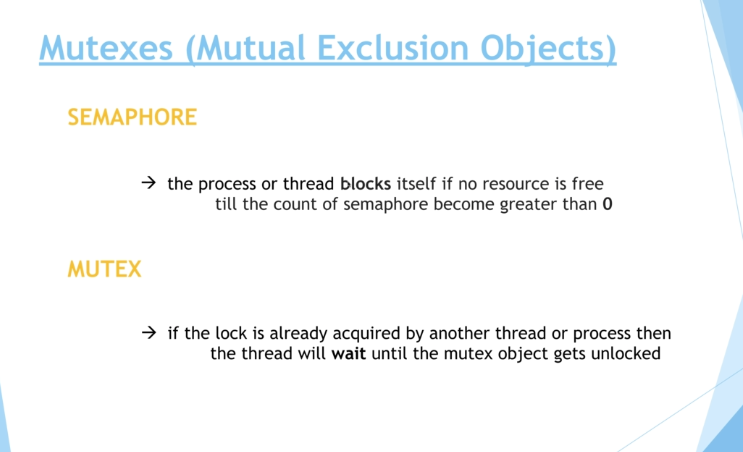 Mutexes (Mutual Exclusion Objects)
SEMAPHORE
→ the process or thread blocks itself if no resource is free
till the count of semaphore become greater than 0
MUTEX
→ if the lock is already acquired by another thread or process then
the thread will wait until the mutex object gets unlocked